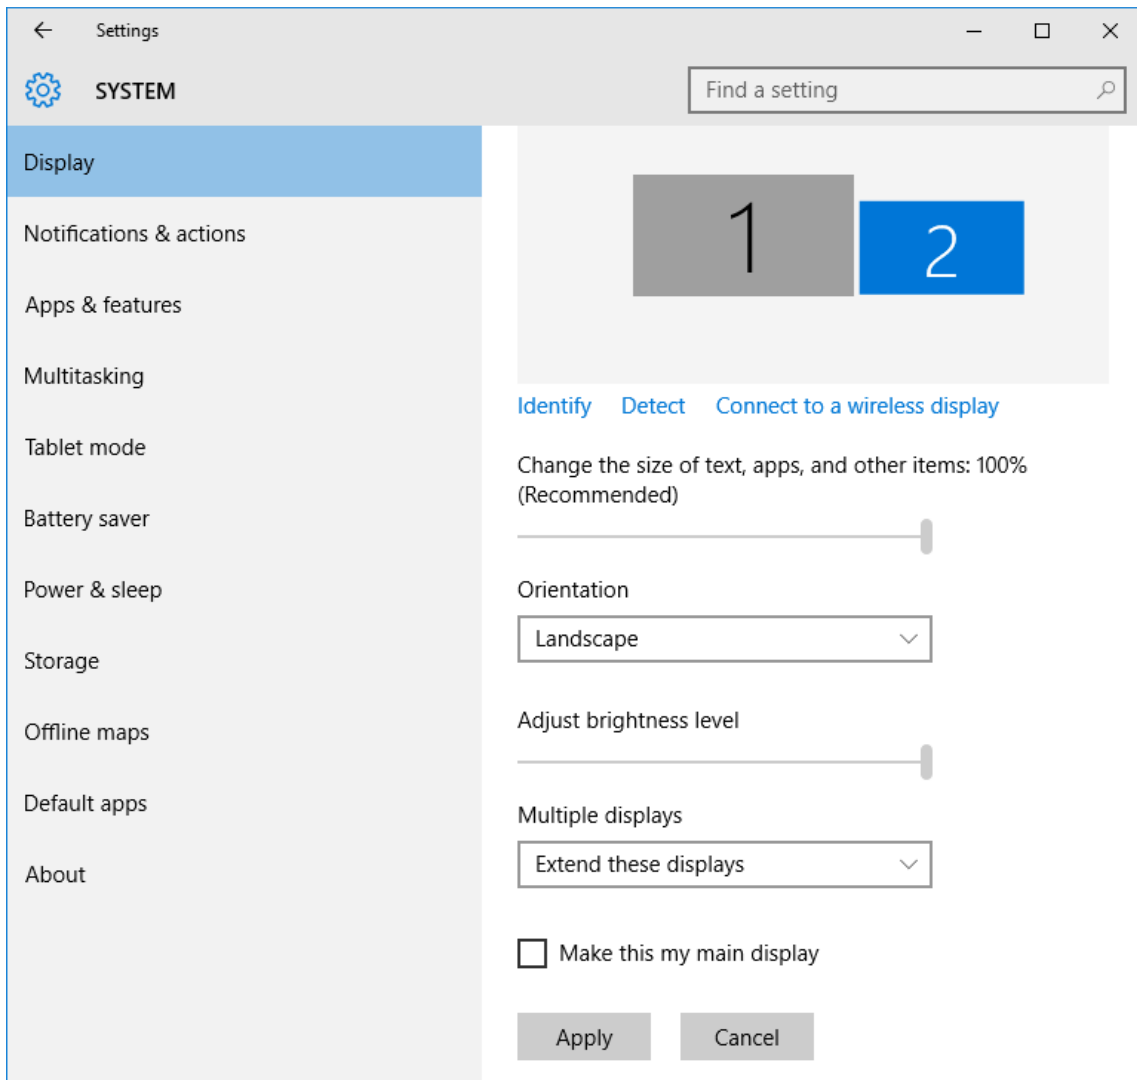 Settings
SYSTEM
Find a setting
Display
Notifications & actions
Apps & features
Multitasking
Tablet mode
Battery saver
Power & sleep
Storage
Offline maps
Default apps
About
1
2
Identify Detect Connect to a wireless display
Change the size of text, apps, and other items: 100%
(Recommended)
Orientation
Landscape
Adjust brightness level
Multiple displays
Extend these displays
Make this my main display
Apply Cancel